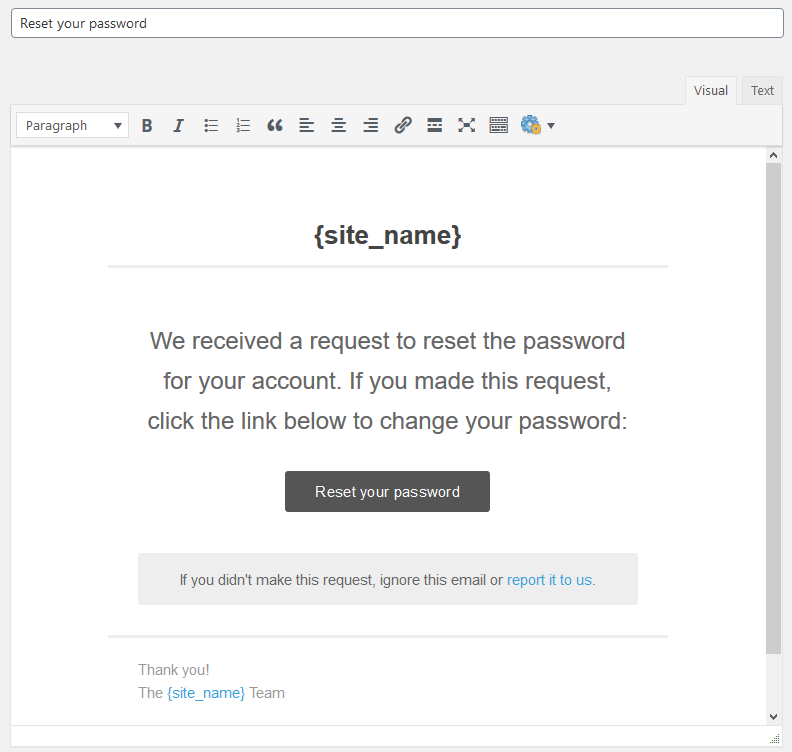 Reset your password
Visual Text
Paragraph
{site_name}
We received a request to reset the password
for your account. If you made this request,
click the link below to change your password:
Reset your password
If you didn't make this request, ignore this email or report it to us.
Thank you!
The {site_name} Team